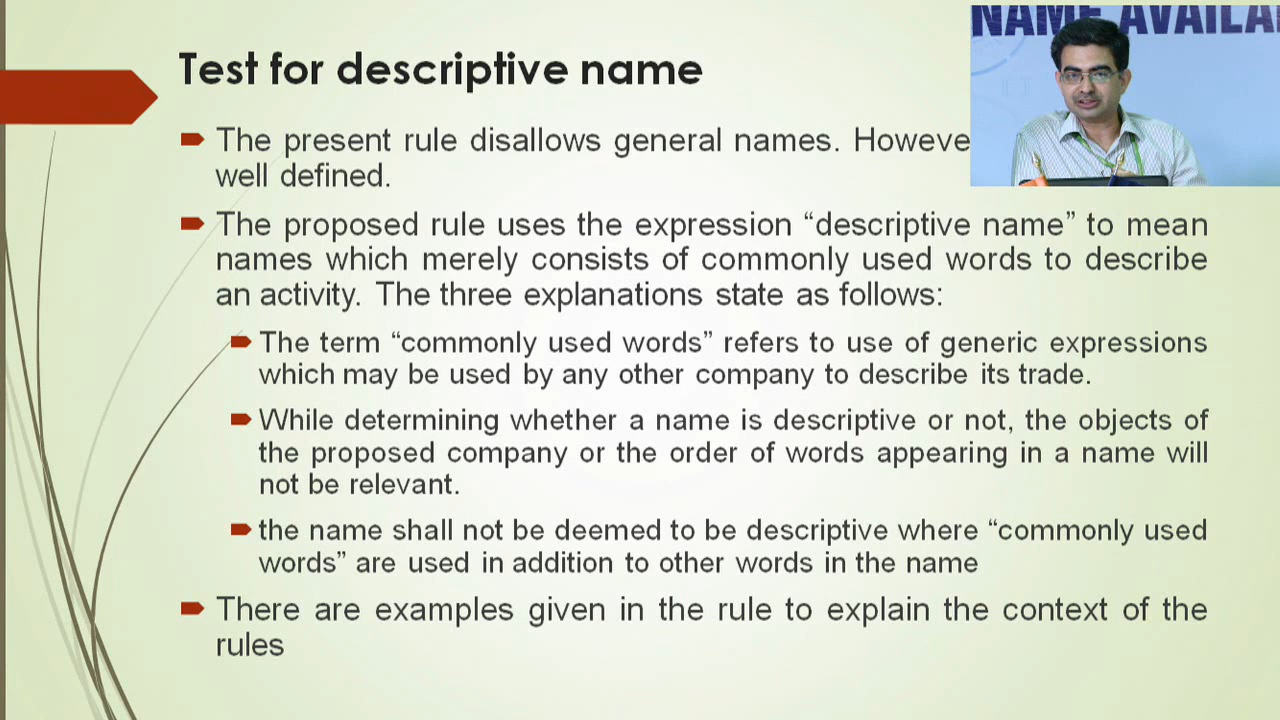 NAME AVAILA
Test for descriptive name
The present rule disallows general names. Howeve
well defined.
The proposed rule uses the expression “descriptive name” to mean
names which merely consists of commonly used words to describe
an activity. The three explanations state as follows:
The term “commonly used words” refers to use of generic expressions
which may be used by any other company to describe its trade.
While determining whether a name is descriptive or not, the objects of
the proposed company or the order of words appearing in a name will
not be relevant.
the name shall not be deemed to be descriptive where “commonly used
words” are used in addition to other words in the name
There are examples given in the rule to explain the context of the
rules